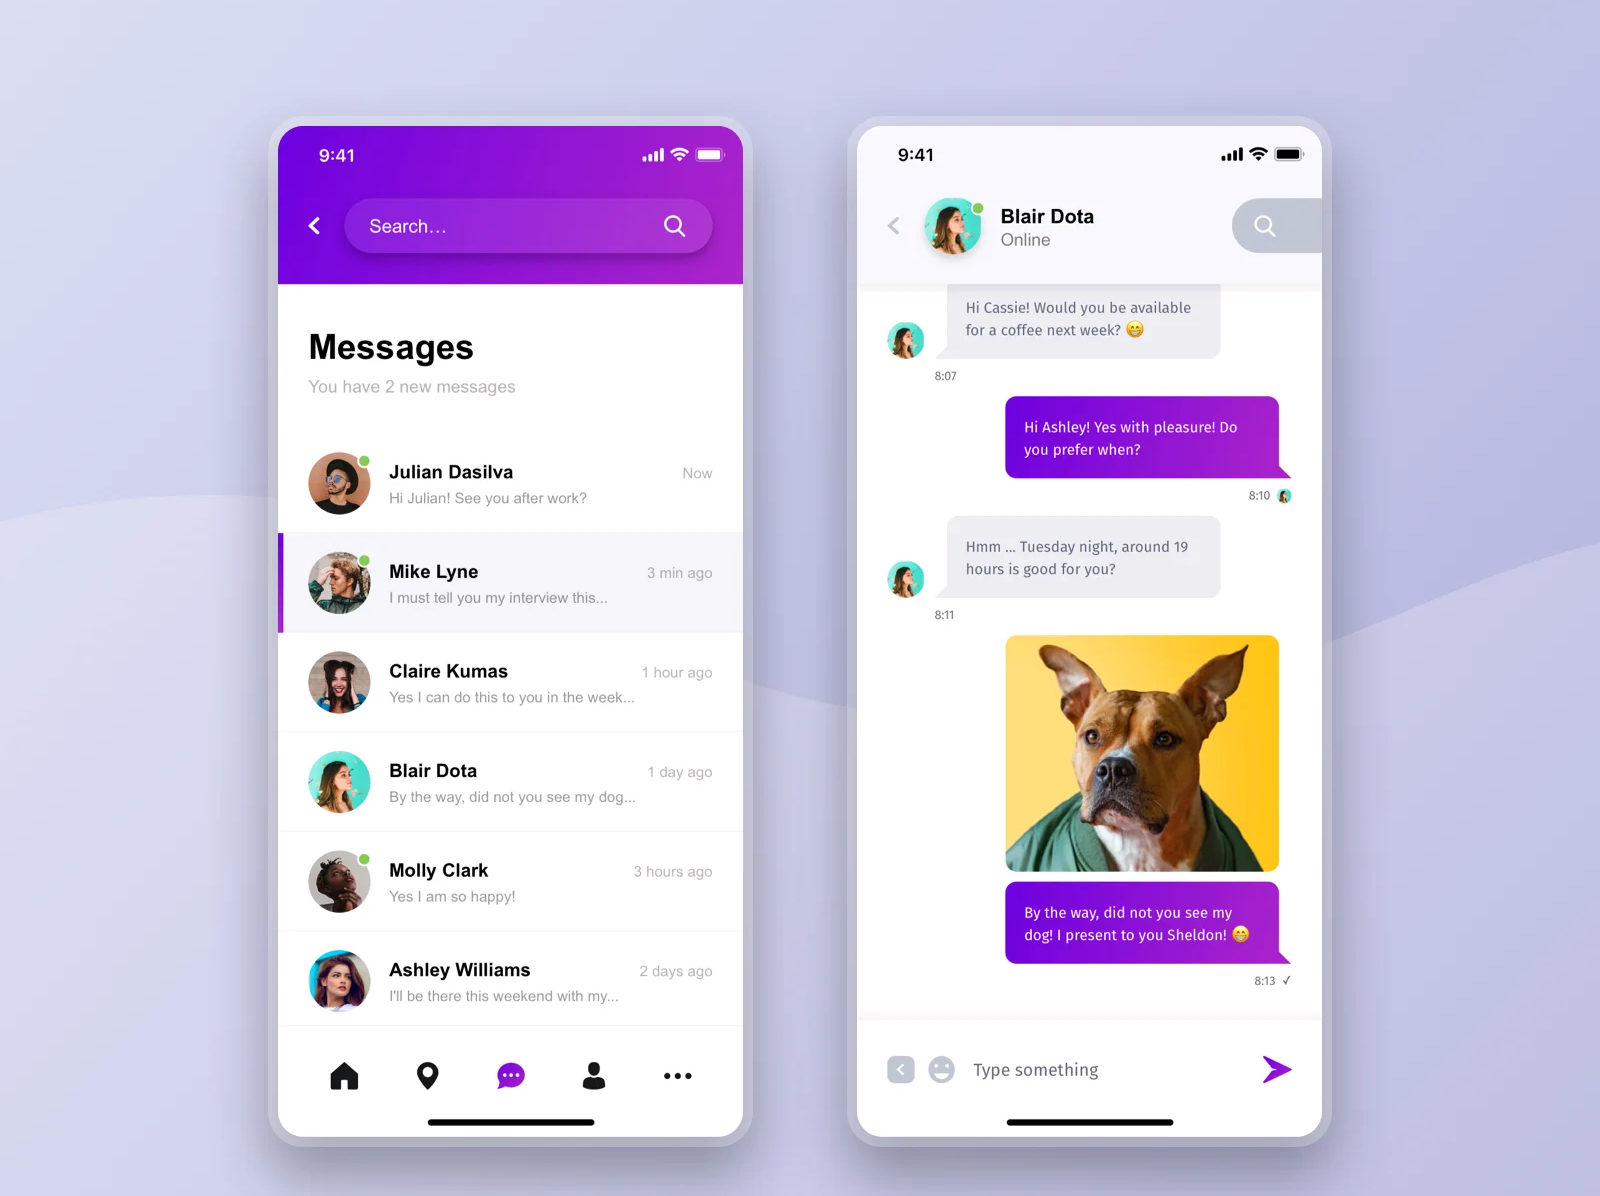 9:41
Search...
Messages
You have 2 new messages
Julian Dasilva
Now
Hi Julian! See you after work?
Mike Lyne
3 min ago
I must tell you my interview this...
Claire Kumas
1 hour ago
Yes I can do this to you in the week...
Blair Dota
1 day ago
By the way, did not you see my dog...
Molly Clark
3 hours ago
Yes I am so happy!
Ashley Williams
2 days ago
I'll be there this weekend with my...
9:41
Blair Dota
Online
Hi Cassie! Would you be available
for a coffee next week? 😁
8:07
Hi Ashley! Yes with pleasure! Do
you prefer when?
8:10
Hmm ... Tuesday night, around 19
hours is good for you?
8:11
By the way, did not you see my
dog! I present to you Sheldon! 😁
8:13 ✓
Type something